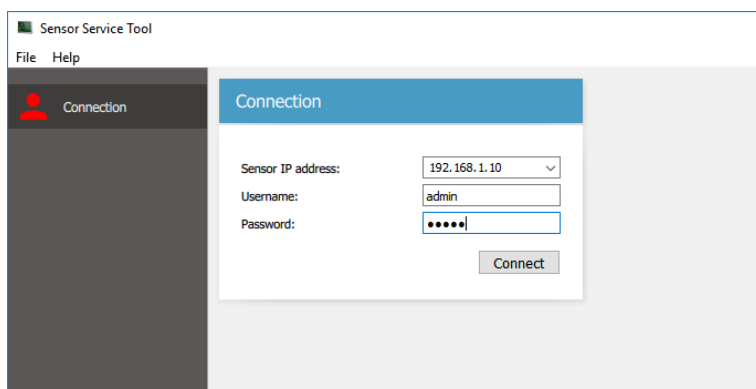 Sensor Service Tool
File Help
Connection
Connection
Sensor IP address: 192.168.1.10
Username: admin
Password: •••••
Connect